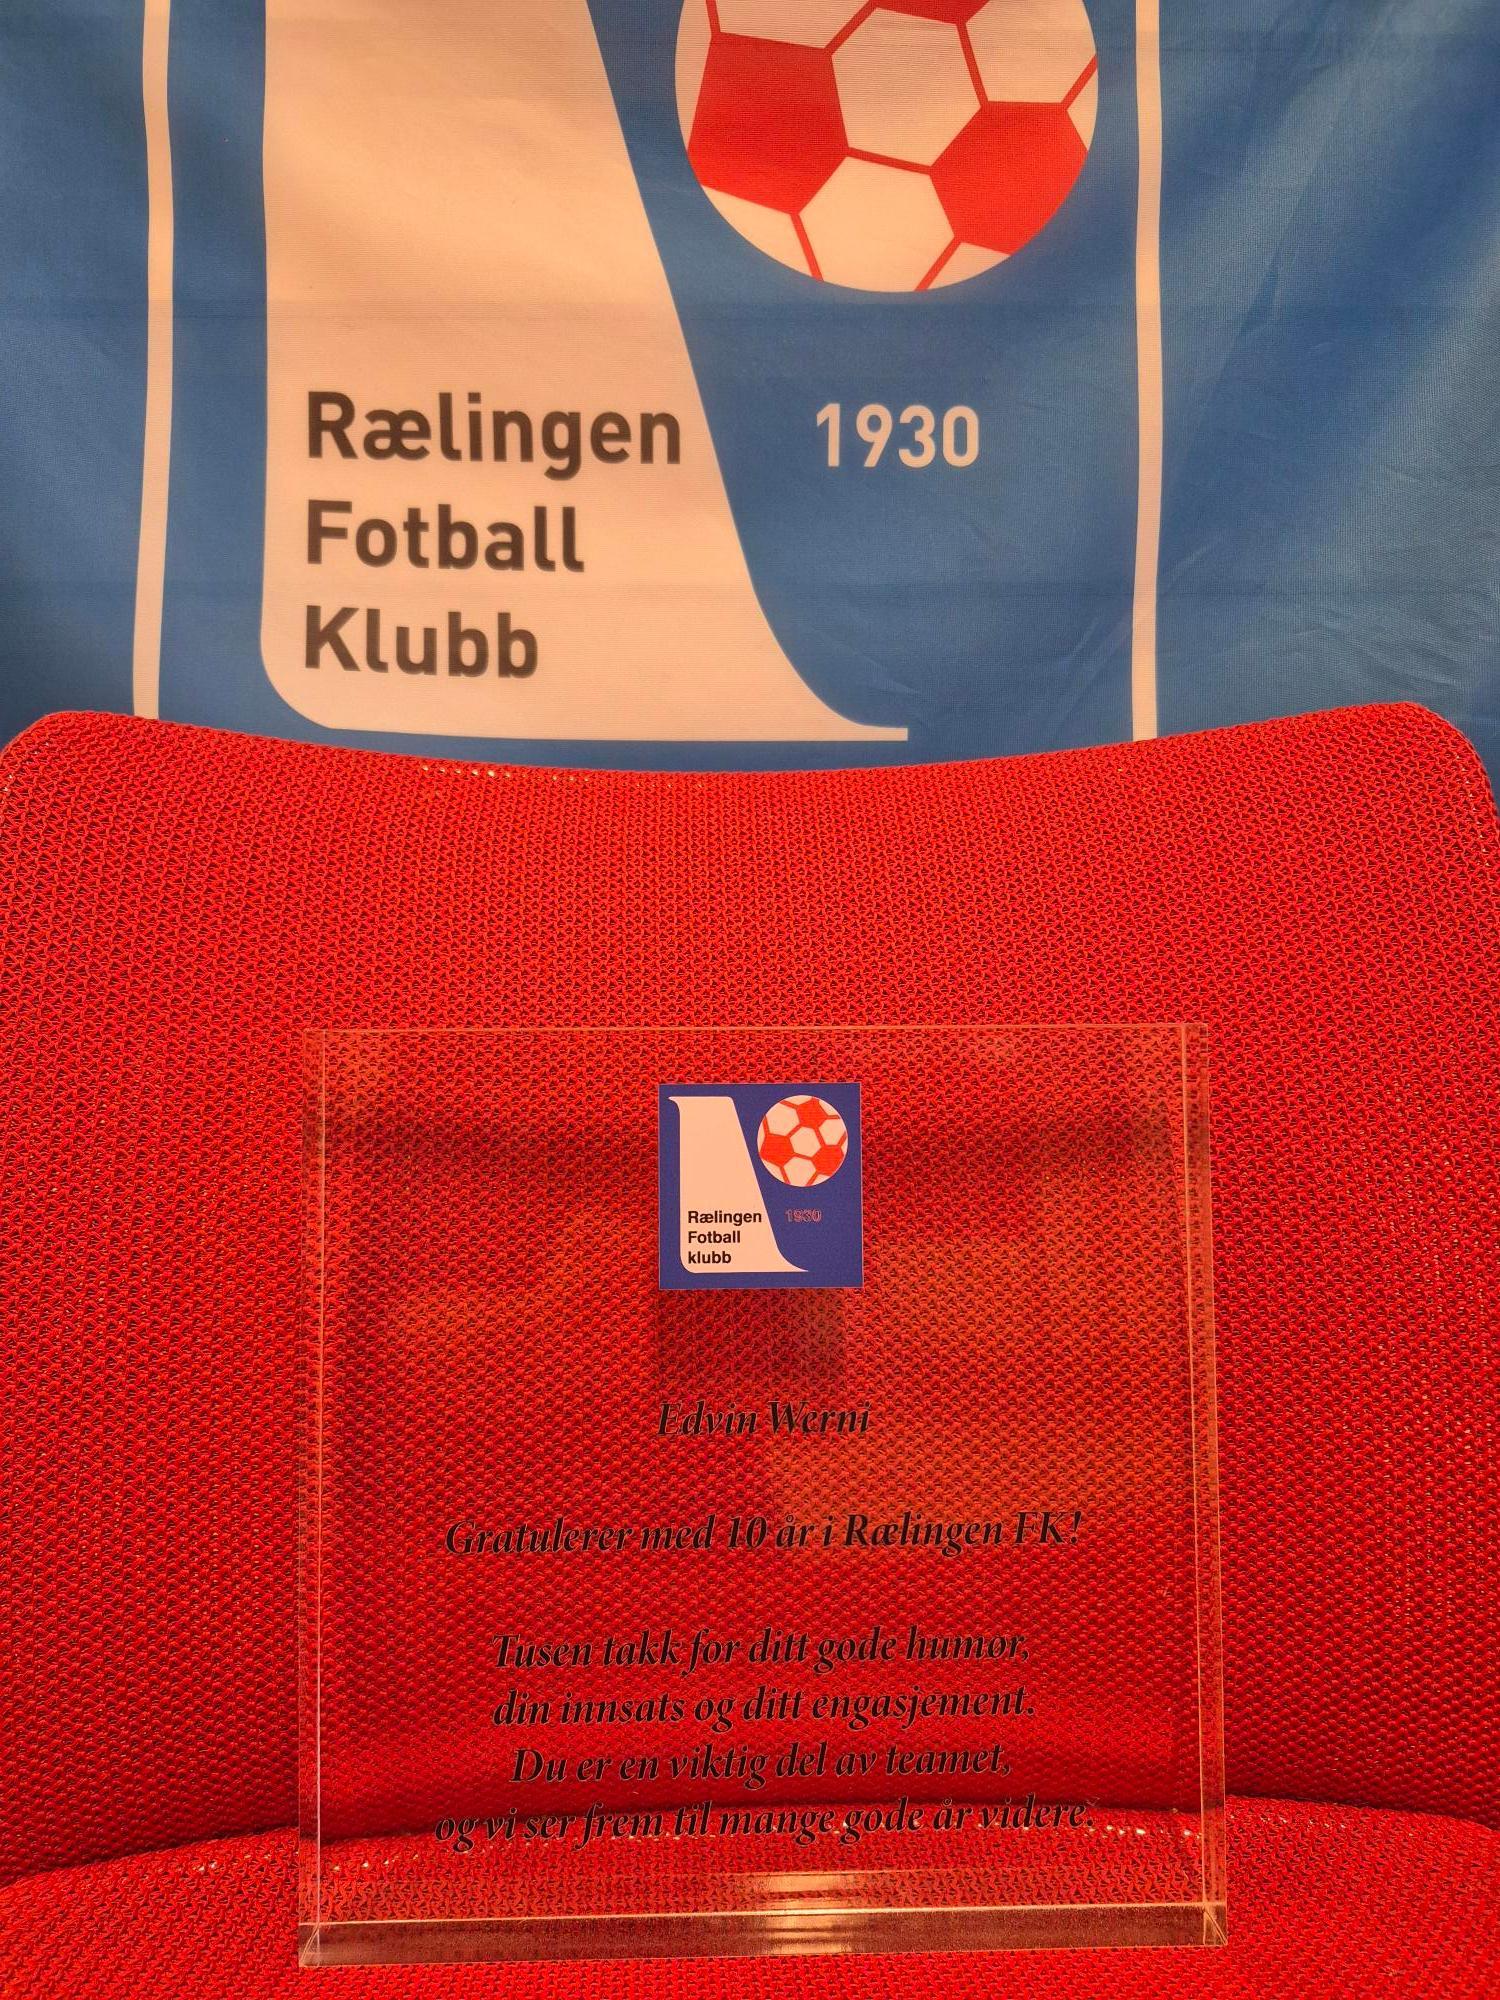 Rælingen
Fotball
Klubb
1930
Rælingen
Fotball
klubb
1930
Edvin Werni
Gratulerer med 10 år i Rælingen FK!
Tusen takk for ditt gode humør,
din innsats og ditt engasjement.
Du er en viktig del av teamet,
og vi ser frem til mange gode år videre.